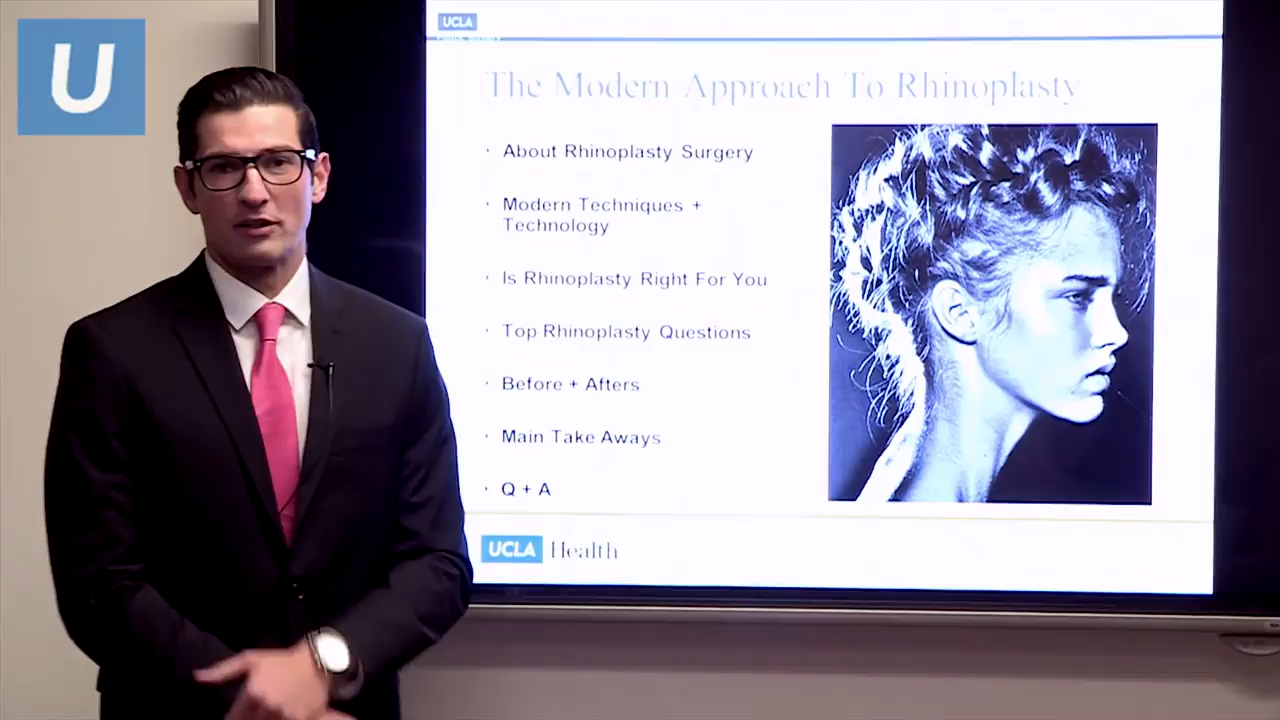 U
UCLA
The Modern Approach To Rhinoplasty
· About Rhinoplasty Surgery
· Modern Techniques +
Technology
· Is Rhinoplasty Right For You
· Top Rhinoplasty Questions
· Before + Afters
· Main Take Aways
· Q + A
UCLA Health